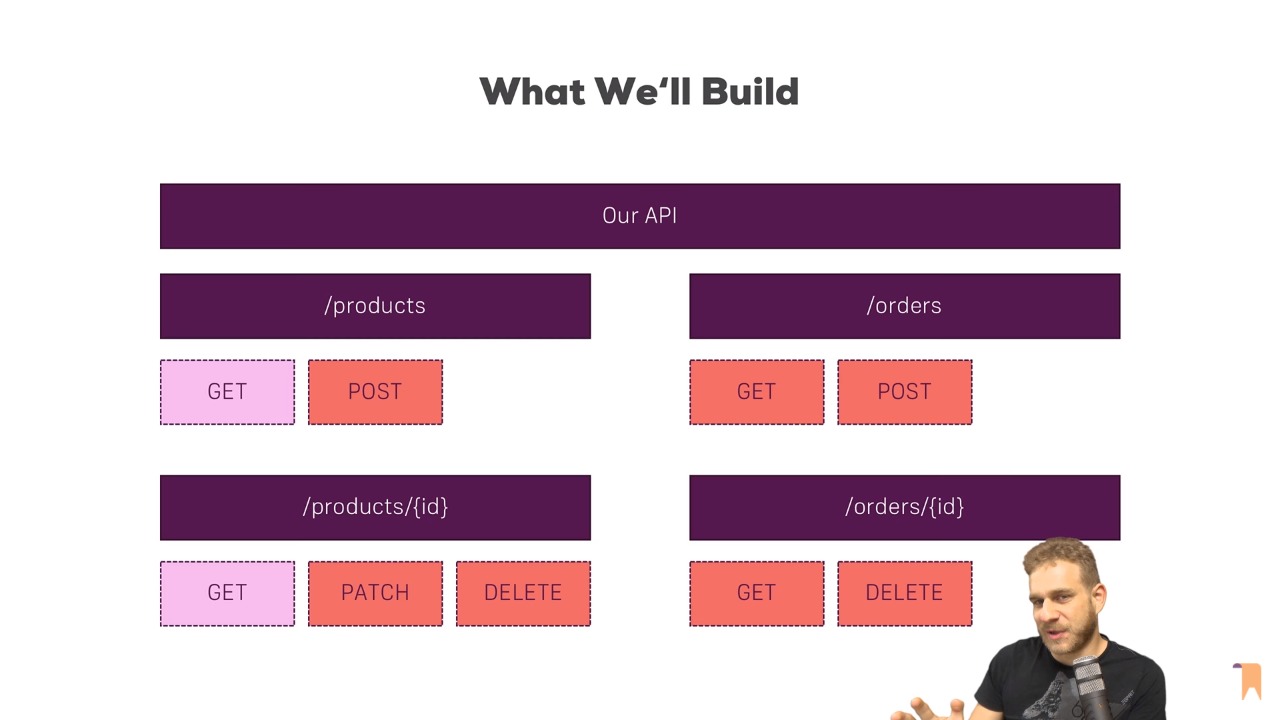 What We‘ll Build
Our API
/products
/orders
GET
POST
GET
POST
/products/{id}
/orders/{id}
GET
PATCH
DELETE
GET
DELETE